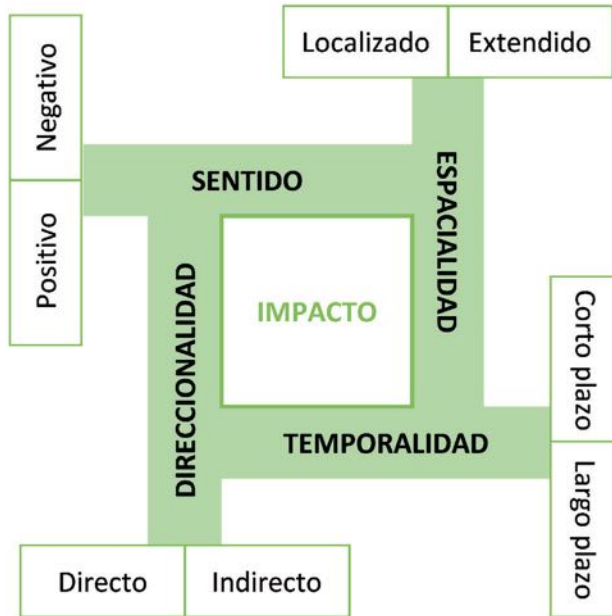 Localizado
Extendido
Negativo
Positivo
SENTIDO
ESPACIALIDAD
DIRECCIONALIDAD
IMPACTO
TEMPORALIDAD
Corto plazo
Largo plazo
Directo
Indirecto